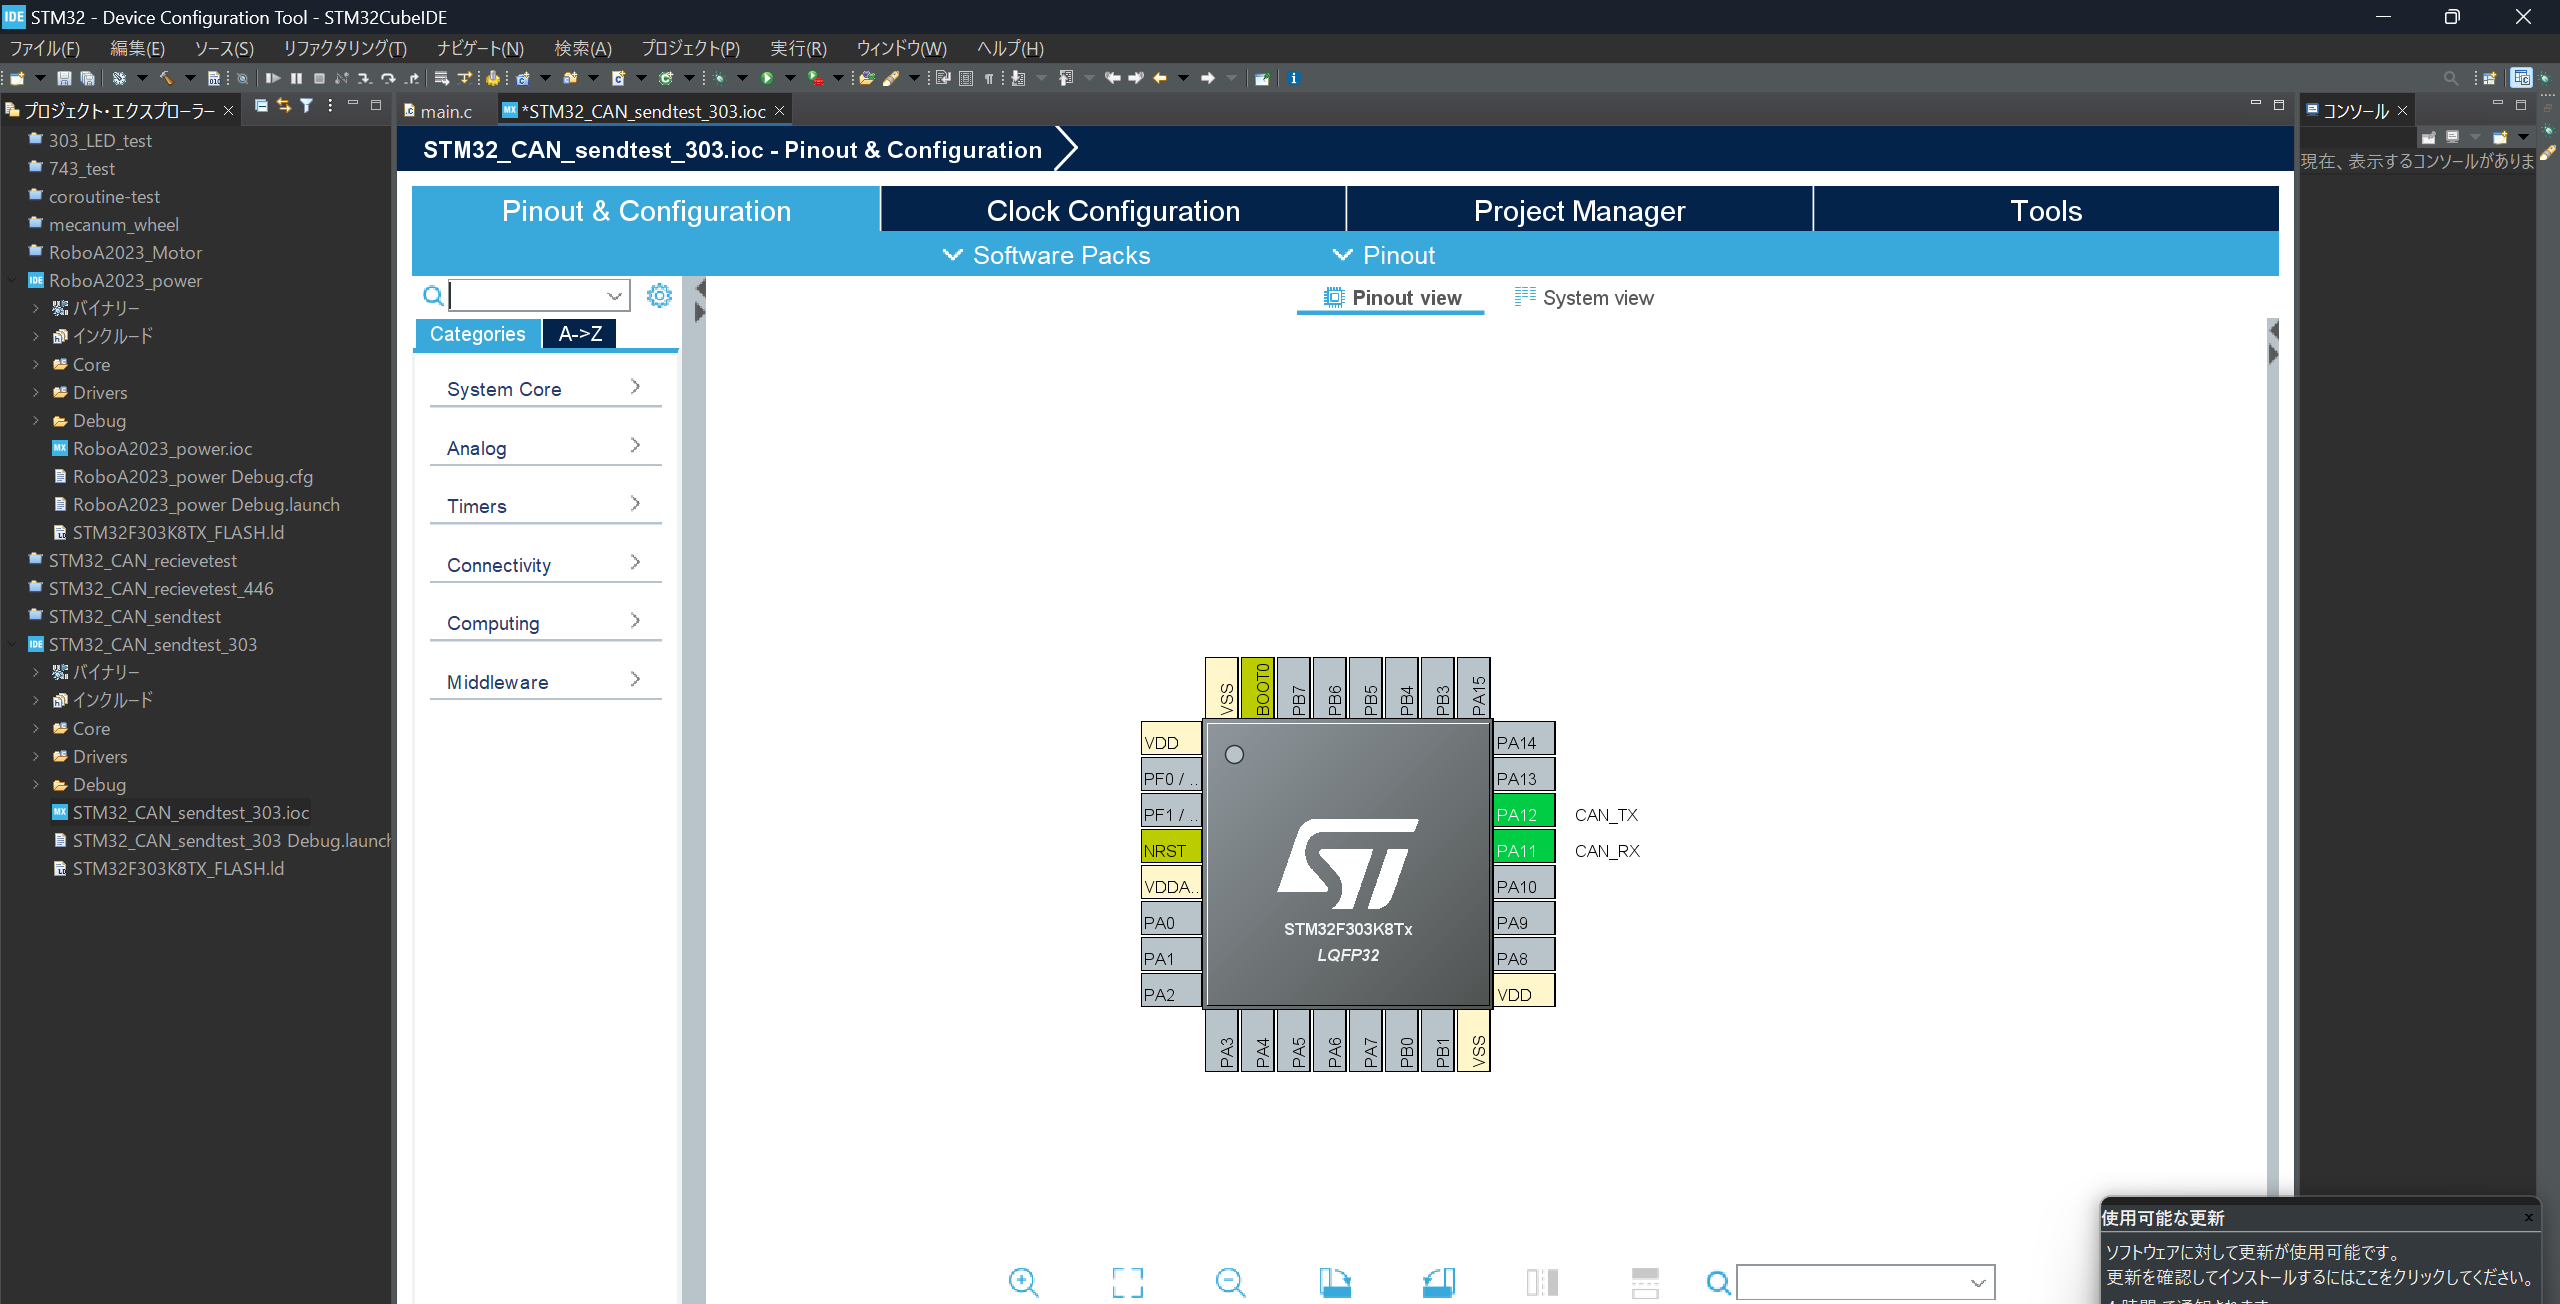 IDE STM32 - Device Configuration Tool - STM32CubeIDE
ファイル(F) 編集(E) ソース(S) リファクタリング(T) ナビゲート(N) 検索(A) プロジェクト(P) 実行(R) ウィンドウ(W) ヘルプ(H)
プロジェクト・エクスプローラー
303_LED_test
743_test
coroutine-test
mecanum_wheel
RoboA2023_Motor
IDE RoboA2023_power
バイナリー
インクルード
Core
Drivers
Debug
MX RoboA2023_power.ioc
RoboA2023_power Debug.cfg
RoboA2023_power Debug.launch
STM32F303K8TX_FLASH.ld
STM32_CAN_recievetest
STM32_CAN_recievetest_446
STM32_CAN_sendtest
IDE STM32_CAN_sendtest_303
バイナリー
インクルード
Core
Drivers
Debug
MX STM32_CAN_sendtest_303.ioc
STM32_CAN_sendtest_303 Debug.launch
STM32F303K8TX_FLASH.ld
main.c
MX *STM32_CAN_sendtest_303.ioc
STM32_CAN_sendtest_303.ioc - Pinout & Configuration
Pinout & Configuration
Clock Configuration
Project Manager
Tools
Software Packs
Pinout
Categories
A->Z
System Core
Analog
Timers
Connectivity
Computing
Middleware
Pinout view
System view
VSS
BOOT0
PB7
PB6
PB5
PB4
PB3
PA15
VDD
PF0 / ..
PF1 / ..
NRST
VDDA..
PA0
PA1
PA2
PA14
PA13
PA12 CAN_TX
PA11 CAN_RX
PA10
PA9
PA8
VDD
ST
STM32F303K8Tx
LQFP32
PA3
PA4
PA5
PA6
PA7
PB0
PB1
VSS
コンソール
現在、表示するコンソールがありま
使用可能な更新
ソフトウェアに対して更新が使用可能です。
更新を確認してインストールするにはここをクリックしてください。